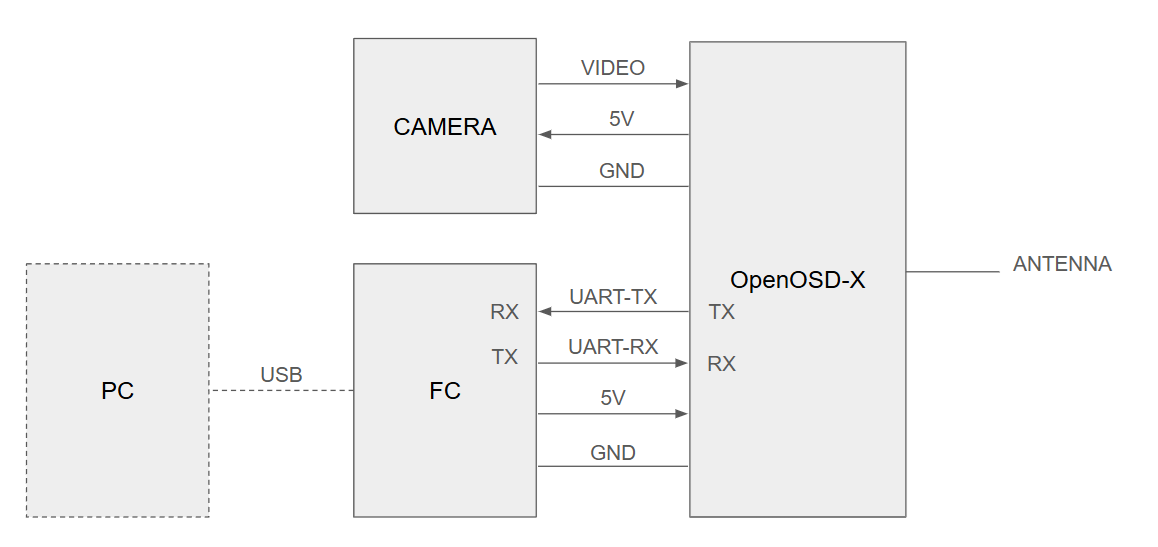 VIDEO
CAMERA
5V
GND
OpenOSD-X
ANTENNA
UART-TX
RX
TX
UART-RX
TX
RX
USB
PC
FC
5V
GND